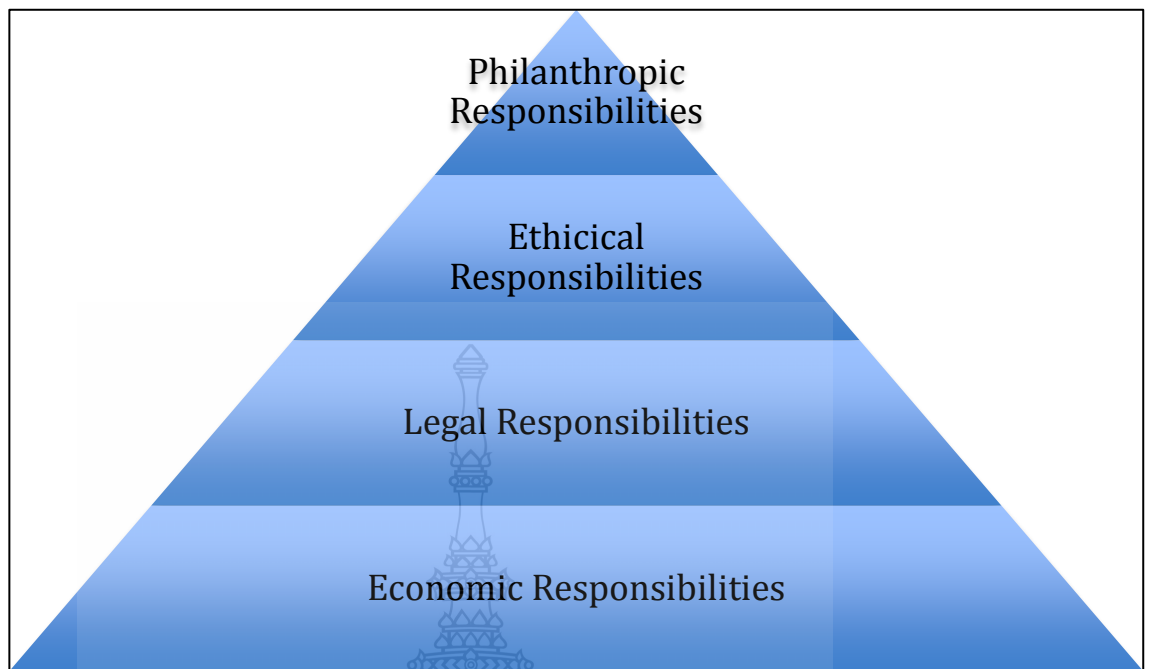 Philanthropic
Responsibilities
Ethicical
Responsibilities
Legal Responsibilities
Economic Responsibilities